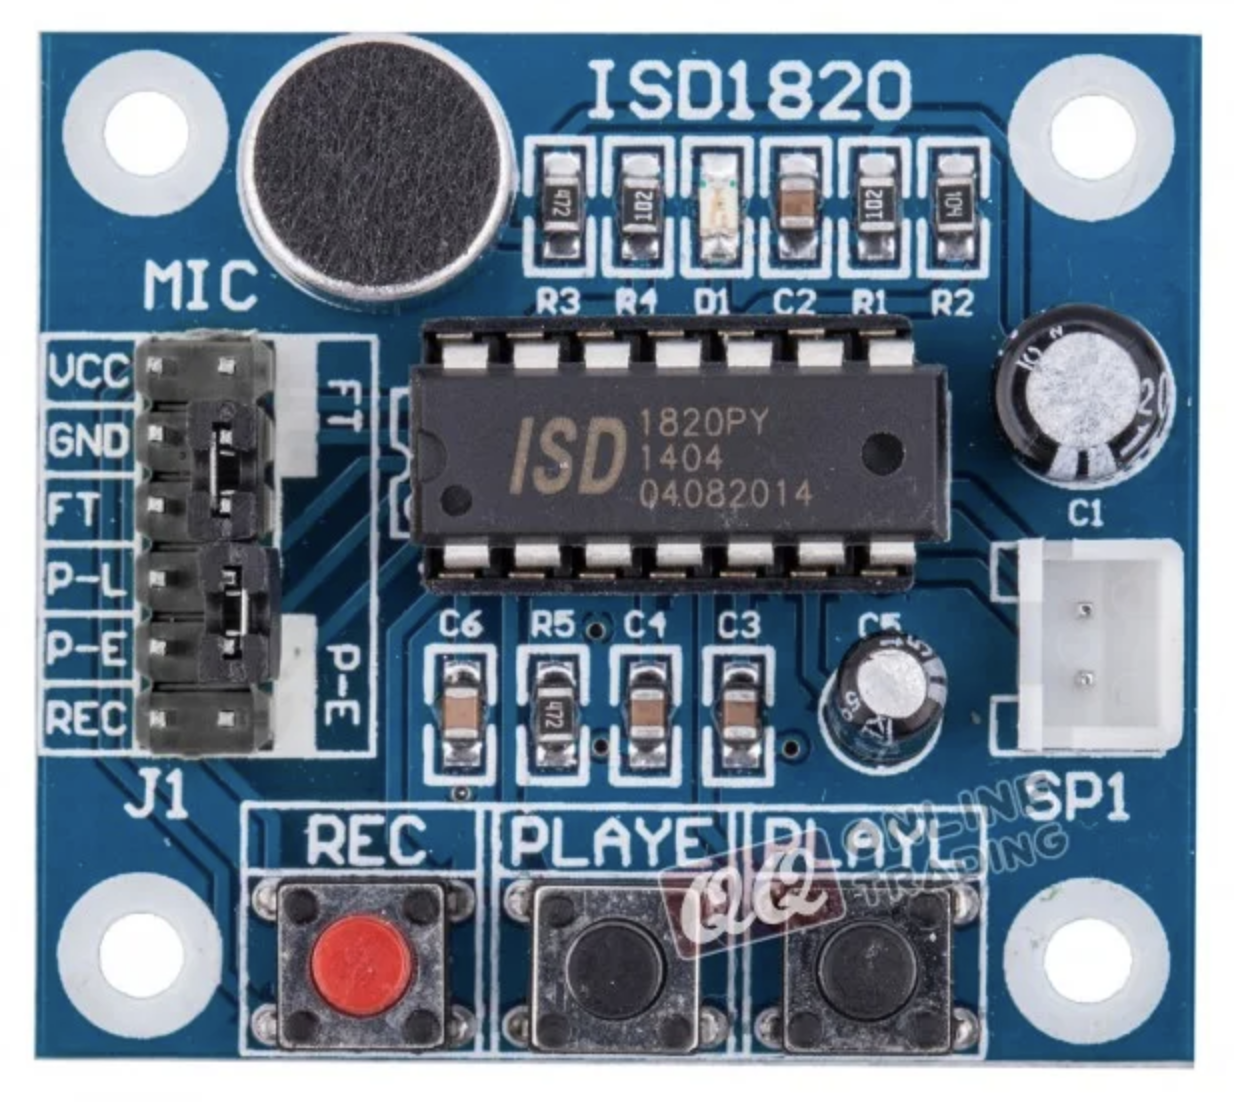 ISD1820
472
102
102
104
R3
R4
D1
C2
R1
R2
MIC
VCC
GND
FT
P-L
P-E
REC
FT
P-E
J1
ISD
1820PY
1404
04082014
C1
C6
R5
C4
C3
C5
472
SP1
REC
PLAYE
PLAYL
QQ
ONLINE
TRADING